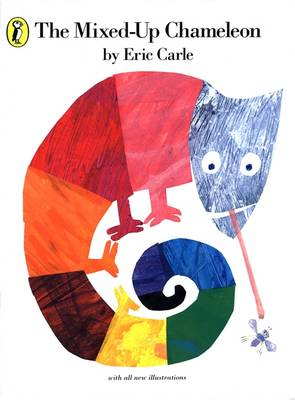 The Mixed-Up Chameleon
by Eric Carle
with all new illustrations